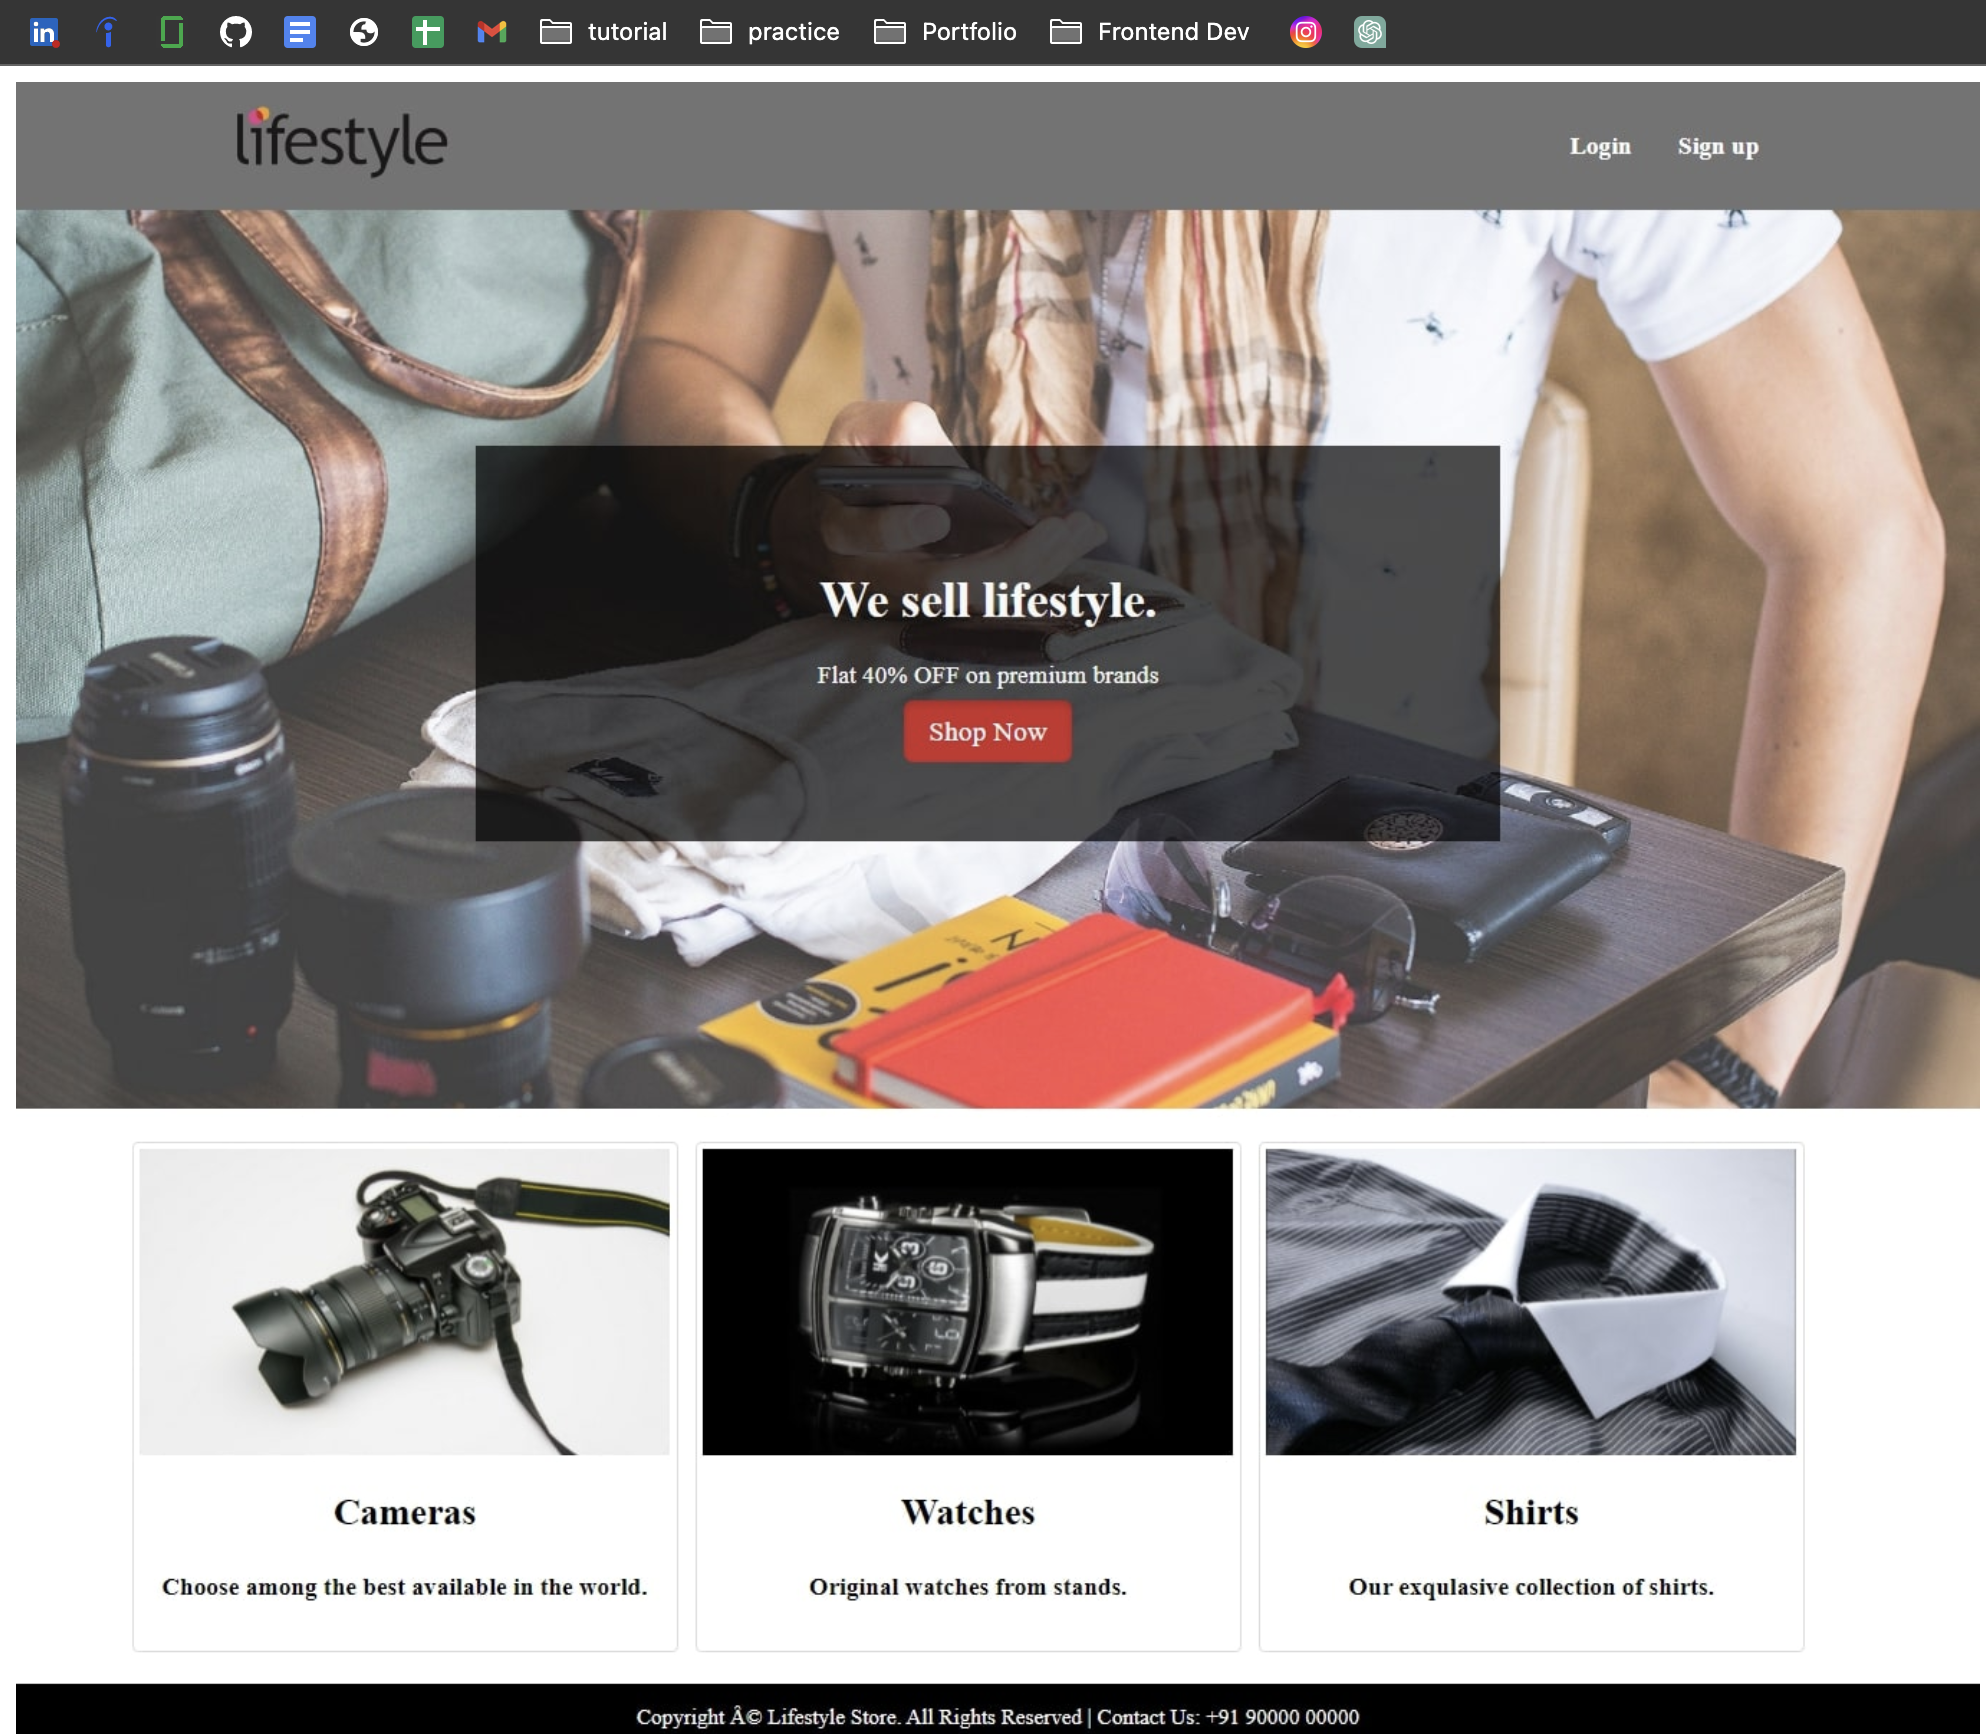 in
tutorial
practice
Portfolio
Frontend Dev
lifestyle
Login
Sign up
We sell lifestyle.
Flat 40% OFF on premium brands
Shop Now
Cameras
Watches
Shirts
Choose among the best available in the world.
Original watches from stands.
Our exqulasive collection of shirts.
Copyright Â© Lifestyle Store. All Rights Reserved | Contact Us: +91 90000 00000